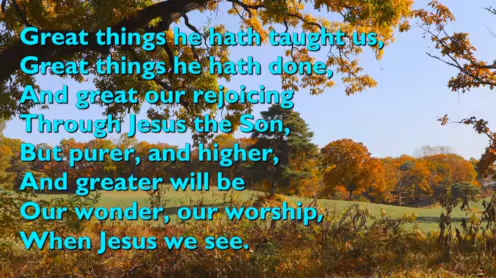 Great things he hath taught us,
Great things he hath done,
And great our rejoicing
Through Jesus the Son,
But purer, and higher,
And greater will be
Our wonder, our worship,
When Jesus we see.